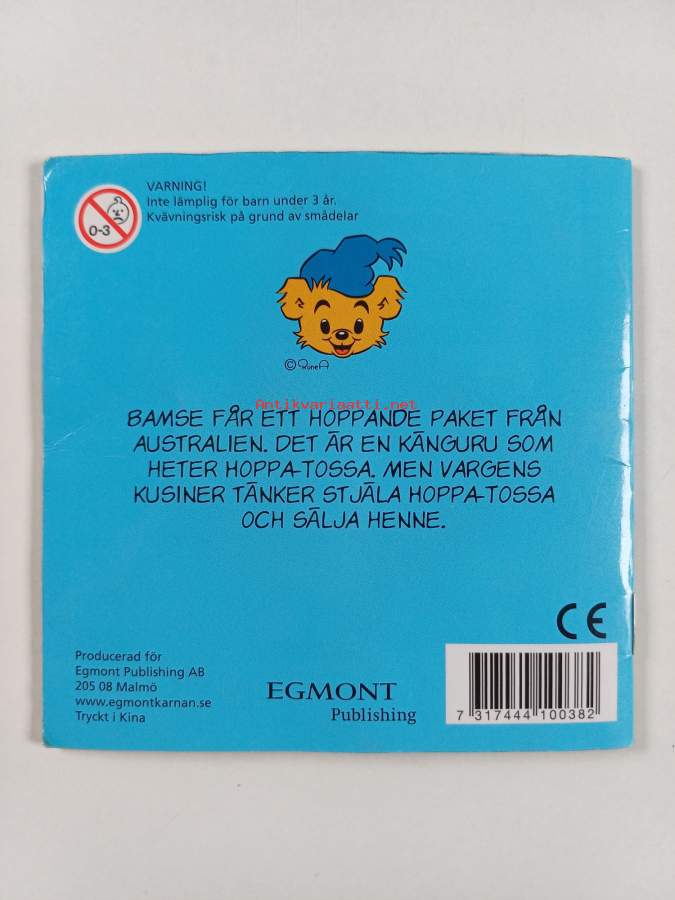 VARNING!
Inte lämplig för barn under 3 år.
Kvävningsrisk på grund av smådelar
0-3
© Rune A
Antikvariaatti.net
BAMSE FÅR ETT HOPPANDE PAKET FRÅN
AUSTRALIEN. DET ÄR EN KÄNGURU SOM
HETER HOPPA-TOSSA. MEN VARGENS
KUSINER TÄNKER STJÄLA HOPPA-TOSSA
OCH SÄLJA HENNE.
CE
Producerad för
Egmont Publishing AB
205 08 Malmö
www.egmontkarnan.se
Tryckt i Kina
EGMONT
Publishing
7 317444 100382